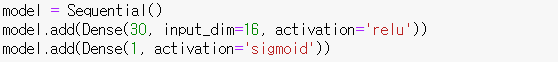 model = Sequential()
model.add(Dense(30, input_dim=16, activation='relu'))
model.add(Dense(1, activation='sigmoid'))